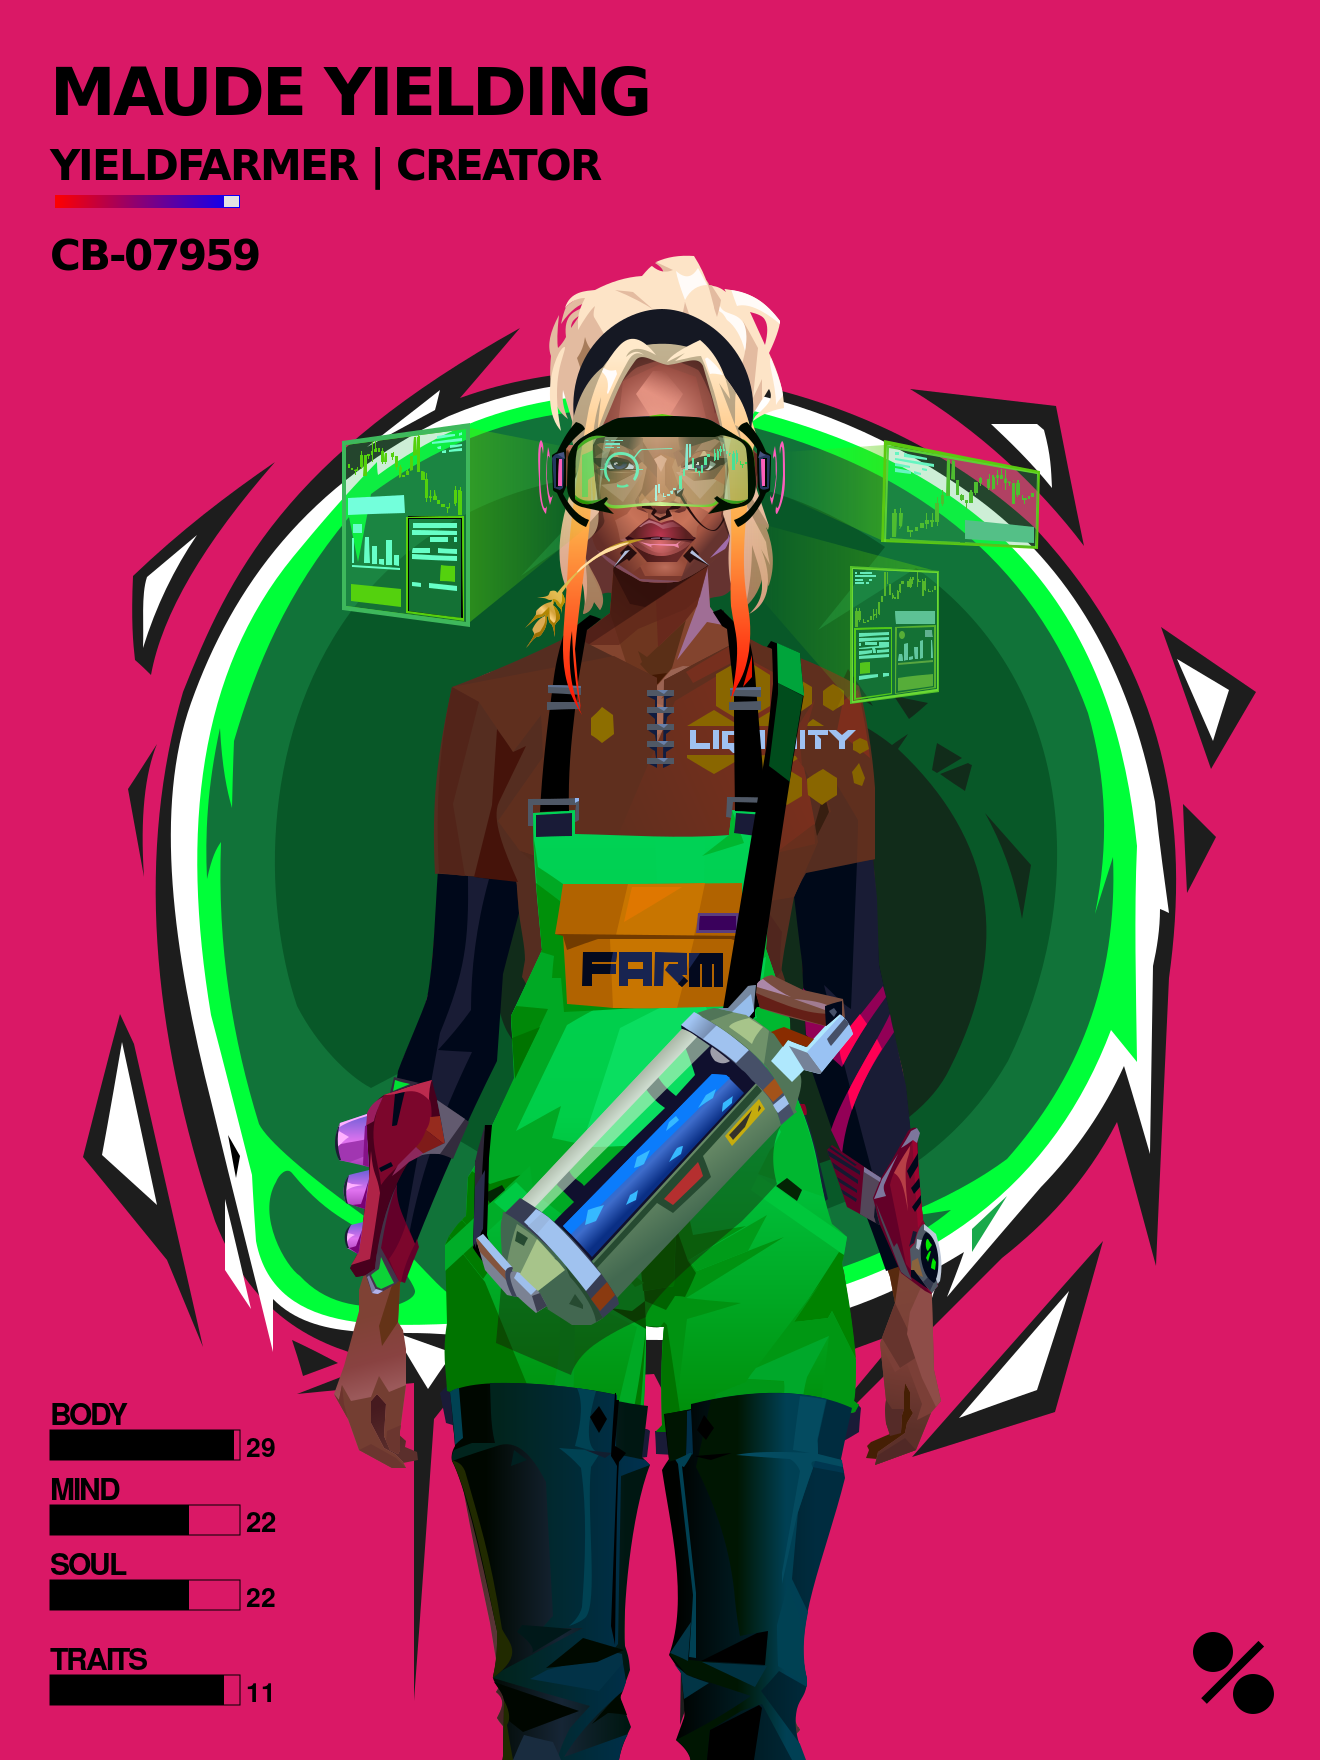 MAUDE YIELDING
YIELDFARMER | CREATOR
CB-07959
FARM
BODY
29
MIND
22
SOUL
22
TRAITS
11